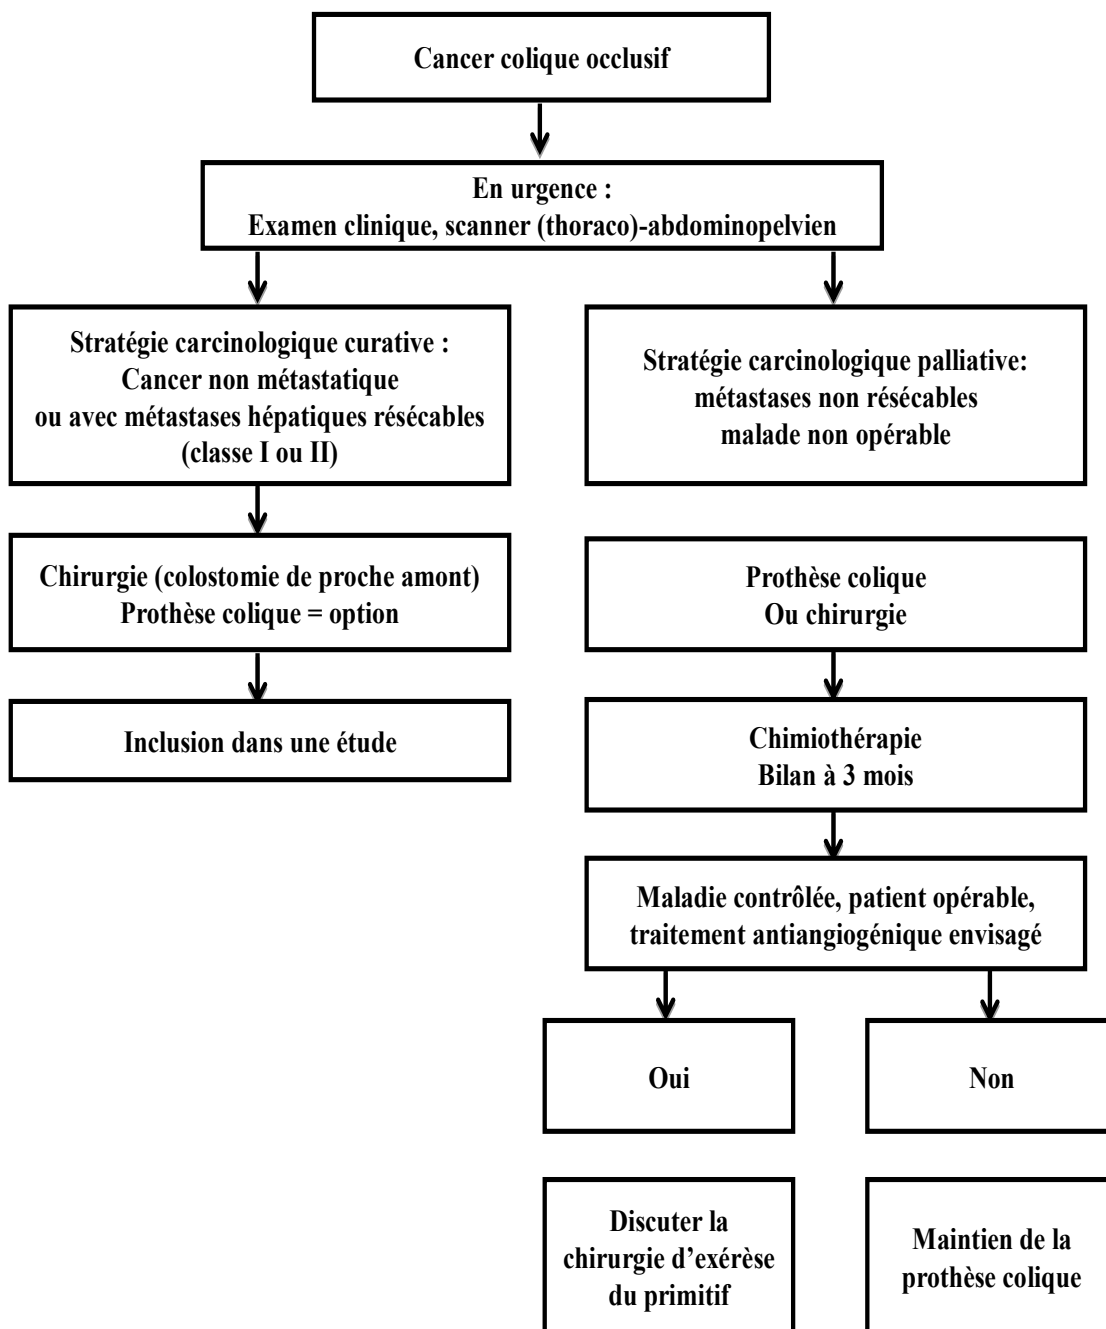 Cancer colique occlusif
En urgence :
Examen clinique, scanner (thoraco)-abdominopelvien
Stratégie carcinologique curative :
Cancer non métastatique
ou avec métastases hépatiques résécables
(classe I ou II)
Stratégie carcinologique palliative:
métastases non résécables
malade non opérable
Chirurgie (colostomie de proche amont)
Prothèse colique = option
Prothèse colique
Ou chirurgie
Inclusion dans une étude
Chimiothérapie
Bilan à 3 mois
Maladie contrôlée, patient opérable,
traitement antiangiogénique envisagé
Oui
Non
Discuter la
chirurgie d’exérèse
du primitif
Maintien de la
prothèse colique